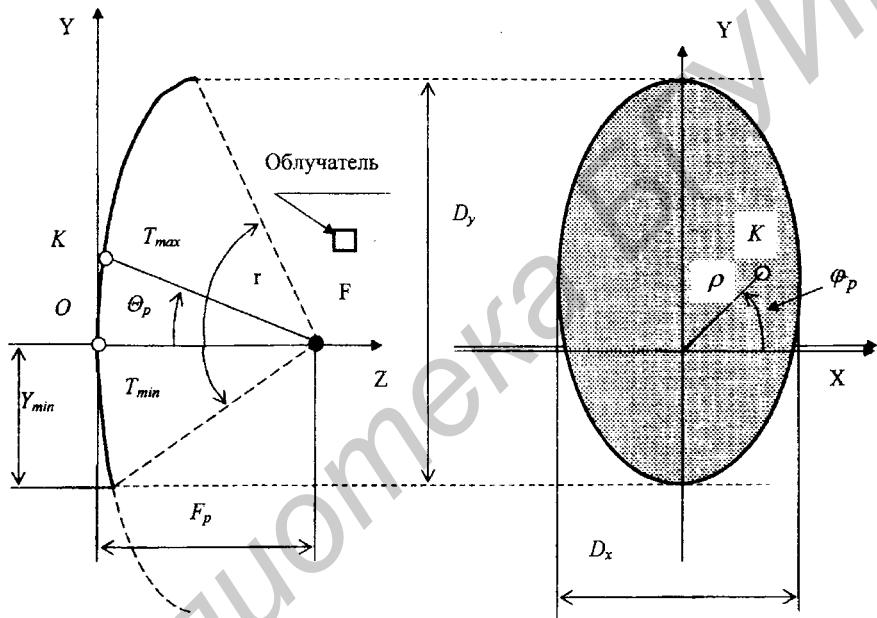 Y
Y
Облучатель
K
T_max
r
F
D_y
K
ρ
φ_p
O
Θ_p
Z
X
Y_min
T_min
F_p
D_x